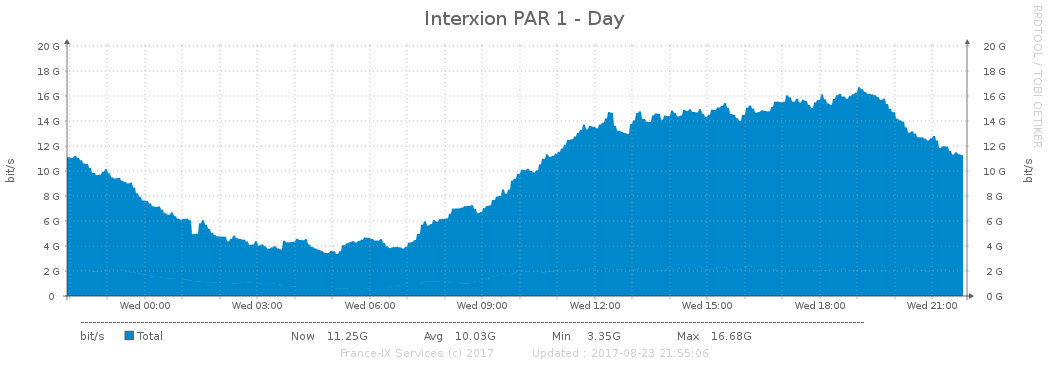 Interxion PAR 1 - Day
RRDTOOL / TOBI OETIKER
bit/s
bit/s
20 G 20 G
18 G 18 G
16 G 16 G
14 G 14 G
12 G 12 G
10 G 10 G
8 G 8 G
6 G 6 G
4 G 4 G
2 G 2 G
0 0 G
Wed 00:00 Wed 03:00 Wed 06:00 Wed 09:00 Wed 12:00 Wed 15:00 Wed 18:00 Wed 21:00
bit/s Total Now 11.25G Avg 10.03G Min 3.35G Max 16.68G
France-IX Services (c) 2017 Updated : 2017-08-23 21:55:06